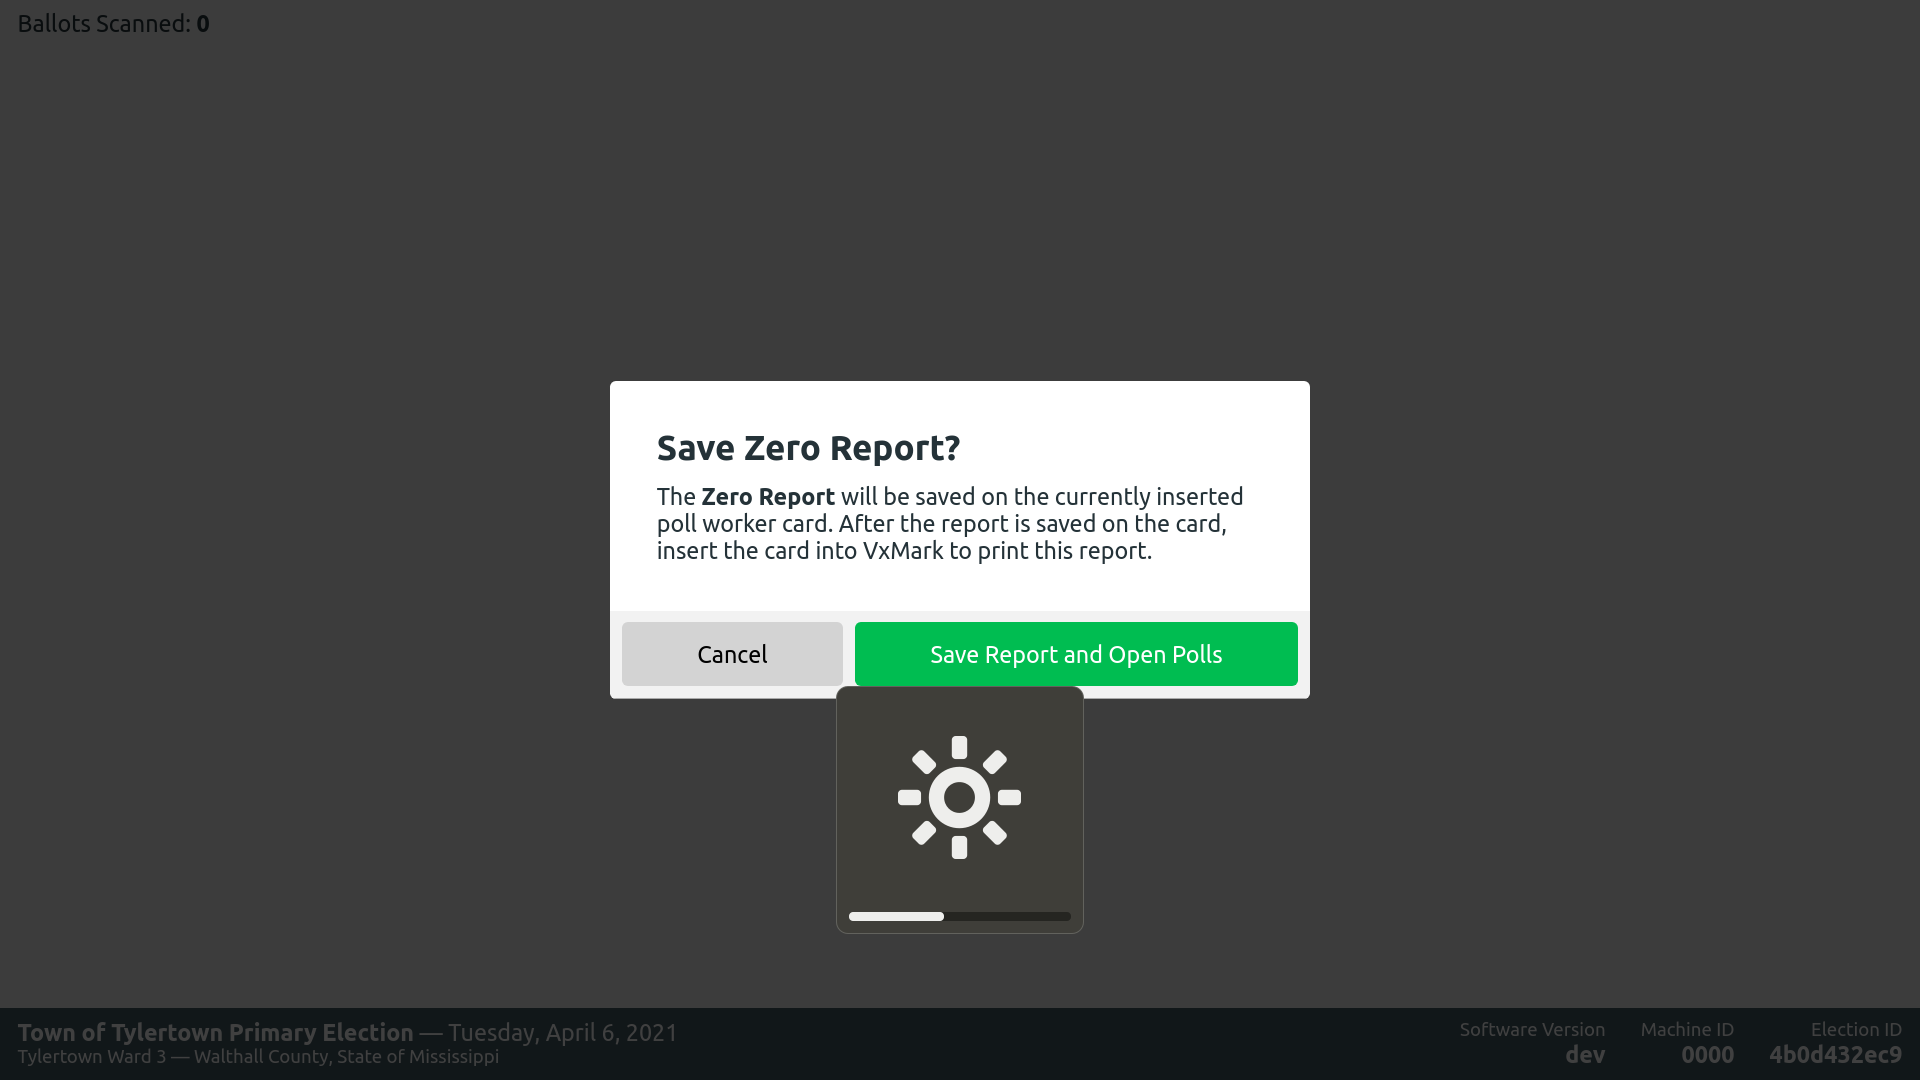 Ballots Scanned: 0
Save Zero Report?
The Zero Report will be saved on the currently inserted
poll worker card. After the report is saved on the card,
insert the card into VxMark to print this report.
Cancel
Save Report and Open Polls
Town of Tylertown Primary Election — Tuesday, April 6, 2021
Tylertown Ward 3 — Walthall County, State of Mississippi
Software Version
dev
Machine ID
0000
Election ID
4b0d432ec9